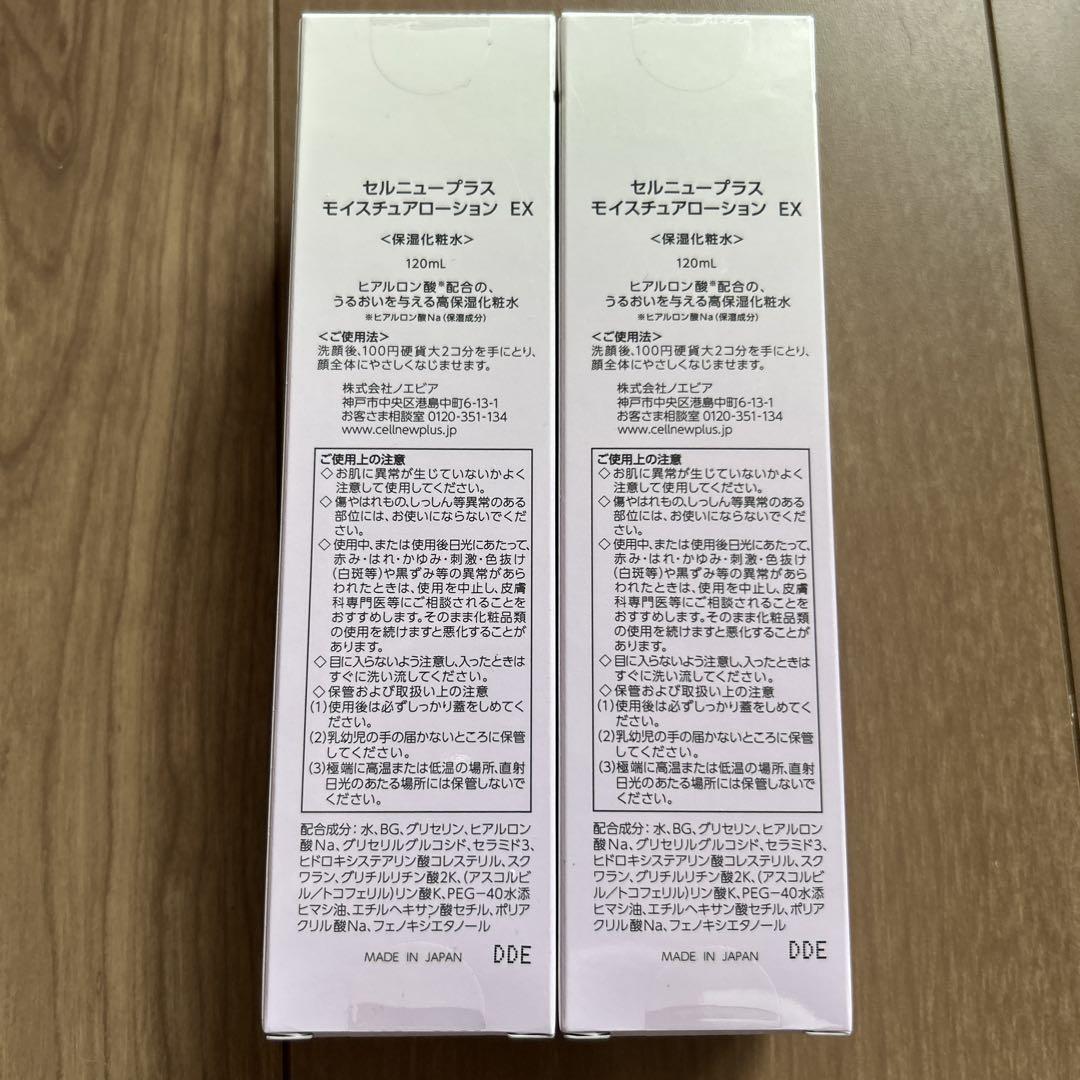 セルニュープラス
モイスチュアローション EX
<保湿化粧水>
120mL
ヒアルロン酸※配合の、
うるおいを与える高保湿化粧水
※ヒアルロン酸Na(保湿成分)
<ご使用法>
洗顔後、100円硬貨大2コ分を手にとり、
顔全体にやさしくなじませます。
株式会社ノエビア
神戸市中央区港島中町6-13-1
お客さま相談室 0120-351-134
www.cellnewplus.jp
ご使用上の注意
◇お肌に異常が生じていないかよく
注意して使用してください。
◇傷やはれもの、しっしん等異常のある
部位には、お使いにならないでくだ
さい。
◇使用中、または使用後日光にあたって、
赤み・はれ・かゆみ・刺激・色抜け
(白斑等)や黒ずみ等の異常があら
われたときは、使用を中止し、皮膚
科専門医等にご相談されることを
おすすめします。そのまま化粧品類
の使用を続けますと悪化することが
あります。
◇目に入らないよう注意し、入ったときは
すぐに洗い流してください。
◇保管および取扱い上の注意
(1)使用後は必ずしっかり蓋をしめてく
ださい。
(2)乳幼児の手の届かないところに保管
してください。
(3)極端に高温または低温の場所、直射
日光のあたる場所には保管しないで
ください。
配合成分:水、BG、グリセリン、ヒアルロン
酸Na、グリセリルグルコシド、セラミド3、
ヒドロキシステアリン酸コレステリル、スク
ワラン、グリチルリチン酸2K、(アスコルビ
ル/トコフェリル)リン酸K、PEG-40水添
ヒマシ油、エチルヘキサン酸セチル、ポリア
クリル酸Na、フェノキシエタノール
MADE IN JAPAN DDE
セルニュープラス
モイスチュアローション EX
<保湿化粧水>
120mL
ヒアルロン酸※配合の、
うるおいを与える高保湿化粧水
※ヒアルロン酸Na(保湿成分)
<ご使用法>
洗顔後、100円硬貨大2コ分を手にとり、
顔全体にやさしくなじませます。
株式会社ノエビア
神戸市中央区港島中町6-13-1
お客さま相談室 0120-351-134
www.cellnewplus.jp
ご使用上の注意
◇お肌に異常が生じていないかよく
注意して使用してください。
◇傷やはれもの、しっしん等異常のある
部位には、お使いにならないでくだ
さい。
◇使用中、または使用後日光にあたって、
赤み・はれ・かゆみ・刺激・色抜け
(白斑等)や黒ずみ等の異常があら
われたときは、使用を中止し、皮膚
科専門医等にご相談されることを
おすすめします。そのまま化粧品類
の使用を続けますと悪化することが
あります。
◇目に入らないよう注意し、入ったときは
すぐに洗い流してください。
◇保管および取扱い上の注意
(1)使用後は必ずしっかり蓋をしめてく
ださい。
(2)乳幼児の手の届かないところに保管
してください。
(3)極端に高温または低温の場所、直射
日光のあたる場所には保管しないで
ください。
配合成分:水、BG、グリセリン、ヒアルロン
酸Na、グリセリルグルコシド、セラミド3、
ヒドロキシステアリン酸コレステリル、スク
ワラン、グリチルリチン酸2K、(アスコルビ
ル/トコフェリル)リン酸K、PEG-40水添
ヒマシ油、エチルヘキサン酸セチル、ポリア
クリル酸Na、フェノキシエタノール
MADE IN JAPAN DDE